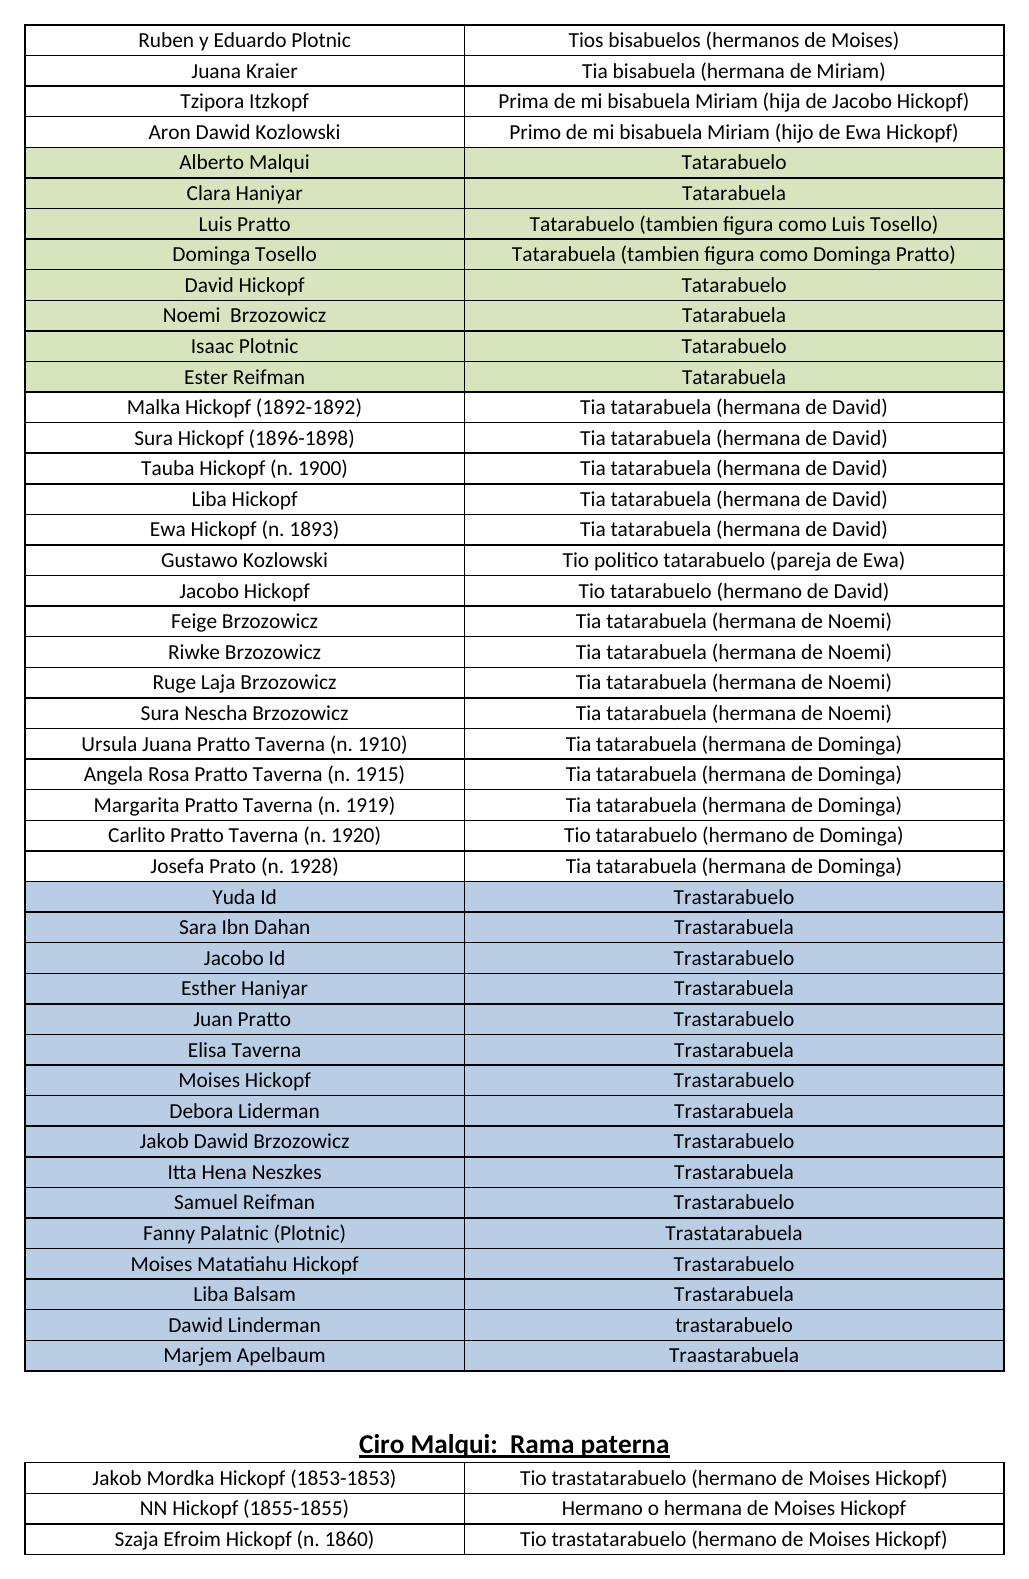 Ruben y Eduardo Plotnic Tios bisabuelos (hermanos de Moises)
Juana Kraier Tia bisabuela (hermana de Miriam)
Tzipora Itzkopf Prima de mi bisabuela Miriam (hija de Jacobo Hickopf)
Aron Dawid Kozlowski Primo de mi bisabuela Miriam (hijo de Ewa Hickopf)
Alberto Malqui Tatarabuelo
Clara Haniyar Tatarabuela
Luis Pratto Tatarabuelo (tambien figura como Luis Tosello)
Dominga Tosello Tatarabuela (tambien figura como Dominga Pratto)
David Hickopf Tatarabuelo
Noemi  Brzozowicz Tatarabuela
Isaac Plotnic Tatarabuelo
Ester Reifman Tatarabuela
Malka Hickopf (1892-1892) Tia tatarabuela (hermana de David)
Sura Hickopf (1896-1898) Tia tatarabuela (hermana de David)
Tauba Hickopf (n. 1900) Tia tatarabuela (hermana de David)
Liba Hickopf Tia tatarabuela (hermana de David)
Ewa Hickopf (n. 1893) Tia tatarabuela (hermana de David)
Gustawo Kozlowski Tio politico tatarabuelo (pareja de Ewa)
Jacobo Hickopf Tio tatarabuelo (hermano de David)
Feige Brzozowicz Tia tatarabuela (hermana de Noemi)
Riwke Brzozowicz Tia tatarabuela (hermana de Noemi)
Ruge Laja Brzozowicz Tia tatarabuela (hermana de Noemi)
Sura Nescha Brzozowicz Tia tatarabuela (hermana de Noemi)
Ursula Juana Pratto Taverna (n. 1910) Tia tatarabuela (hermana de Dominga)
Angela Rosa Pratto Taverna (n. 1915) Tia tatarabuela (hermana de Dominga)
Margarita Pratto Taverna (n. 1919) Tia tatarabuela (hermana de Dominga)
Carlito Pratto Taverna (n. 1920) Tio tatarabuelo (hermano de Dominga)
Josefa Prato (n. 1928) Tia tatarabuela (hermana de Dominga)
Yuda Id Trastarabuelo
Sara Ibn Dahan Trastarabuela
Jacobo Id Trastarabuelo
Esther Haniyar Trastarabuela
Juan Pratto Trastarabuelo
Elisa Taverna Trastarabuela
Moises Hickopf Trastarabuelo
Debora Liderman Trastarabuela
Jakob Dawid Brzozowicz Trastarabuelo
Itta Hena Neszkes Trastarabuela
Samuel Reifman Trastarabuelo
Fanny Palatnic (Plotnic) Trastatarabuela
Moises Matatiahu Hickopf Trastarabuelo
Liba Balsam Trastarabuela
Dawid Linderman trastarabuelo
Marjem Apelbaum Traastarabuela
Ciro Malqui:  Rama paterna
Jakob Mordka Hickopf (1853-1853) Tio trastatarabuelo (hermano de Moises Hickopf)
NN Hickopf (1855-1855) Hermano o hermana de Moises Hickopf
Szaja Efroim Hickopf (n. 1860) Tio trastatarabuelo (hermano de Moises Hickopf)